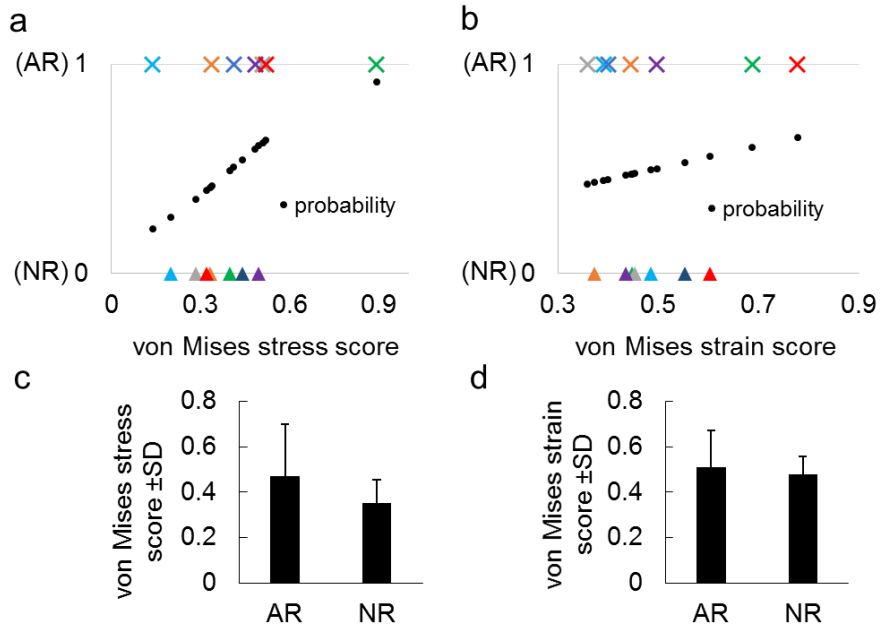 a
(AR) 1
probability
(NR) 0
0 0.3 0.6 0.9
von Mises stress score
b
(AR) 1
probability
(NR) 0
0.3 0.5 0.7 0.9
von Mises strain score
c
von Mises stress
score ±SD
0.8
0.6
0.4
0.2
0
AR NR
d
von Mises strain
score ±SD
0.8
0.6
0.4
0.2
0
AR NR